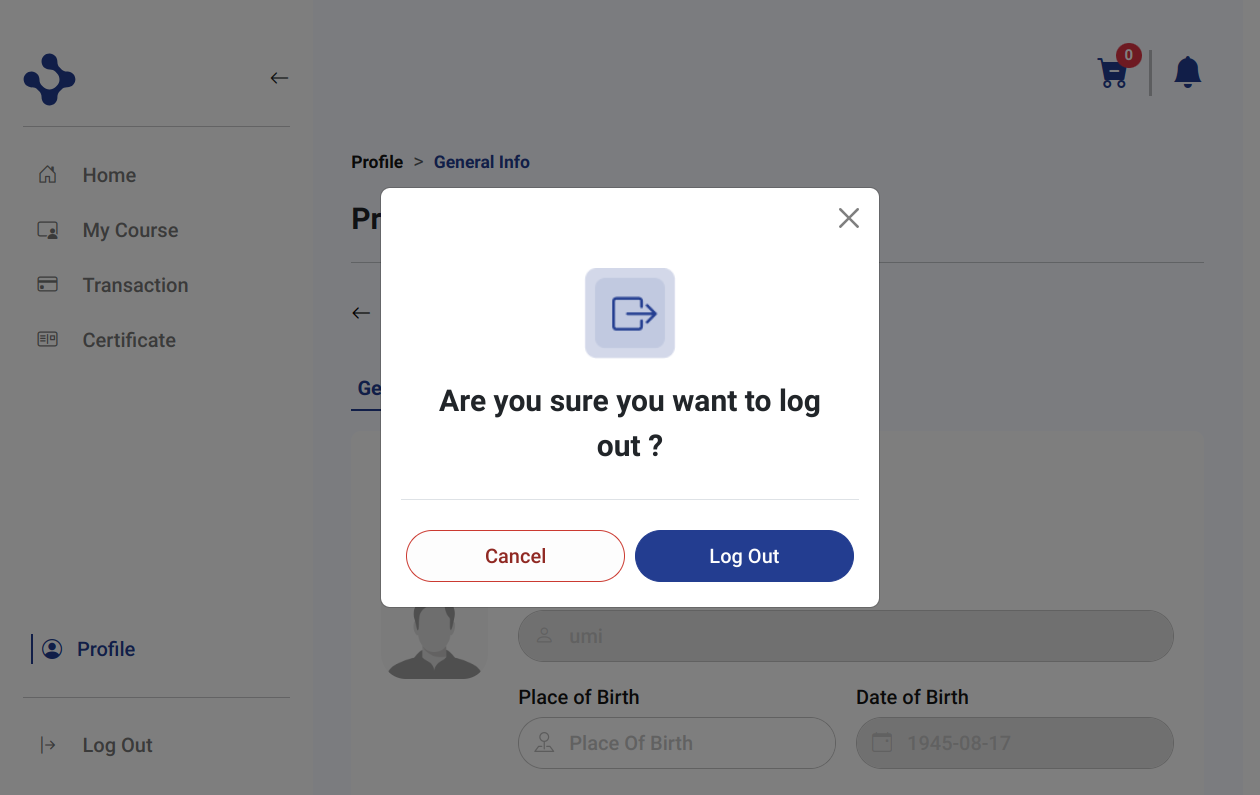 0
Home
My Course
Transaction
Certificate
Profile
Log Out
Profile > General Info
Pr
Ge
Are you sure you want to log
out ?
Cancel
Log Out
umi
Place of Birth
Date of Birth
Place Of Birth
1945-08-17